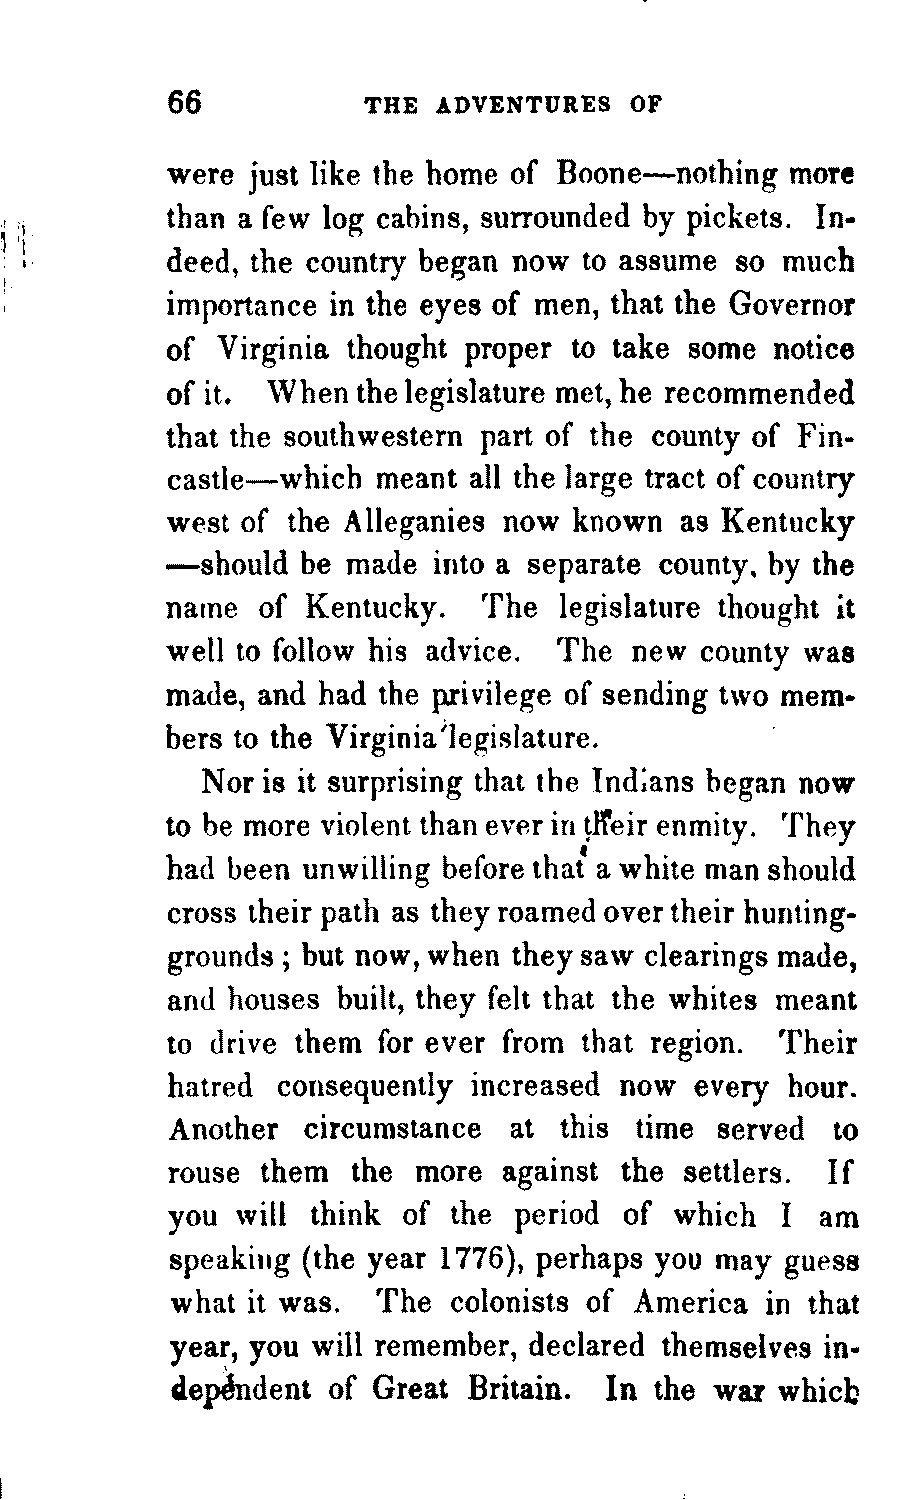 66 THE ADVENTURES OF
were just like the home of Boone—nothing more
than a few log cabins, surrounded by pickets. In-
deed, the country began now to assume so much
importance in the eyes of men, that the Governor
of Virginia thought proper to take some notice
of it. When the legislature met, he recommended
that the southwestern part of the county of Fin-
castle—which meant all the large tract of country
west of the Alleganies now known as Kentucky
—should be made into a separate county, by the
name of Kentucky. The legislature thought it
well to follow his advice. The new county was
made, and had the privilege of sending two mem-
bers to the Virginia legislature.
Nor is it surprising that the Indians began now
to be more violent than ever in their enmity. They
had been unwilling before that a white man should
cross their path as they roamed over their hunting-
grounds; but now, when they saw clearings made,
and houses built, they felt that the whites meant
to drive them for ever from that region. Their
hatred consequently increased now every hour.
Another circumstance at this time served to
rouse them the more against the settlers. If
you will think of the period of which I am
speaking (the year 1776), perhaps you may guess
what it was. The colonists of America in that
year, you will remember, declared themselves in-
dependent of Great Britain. In the war which